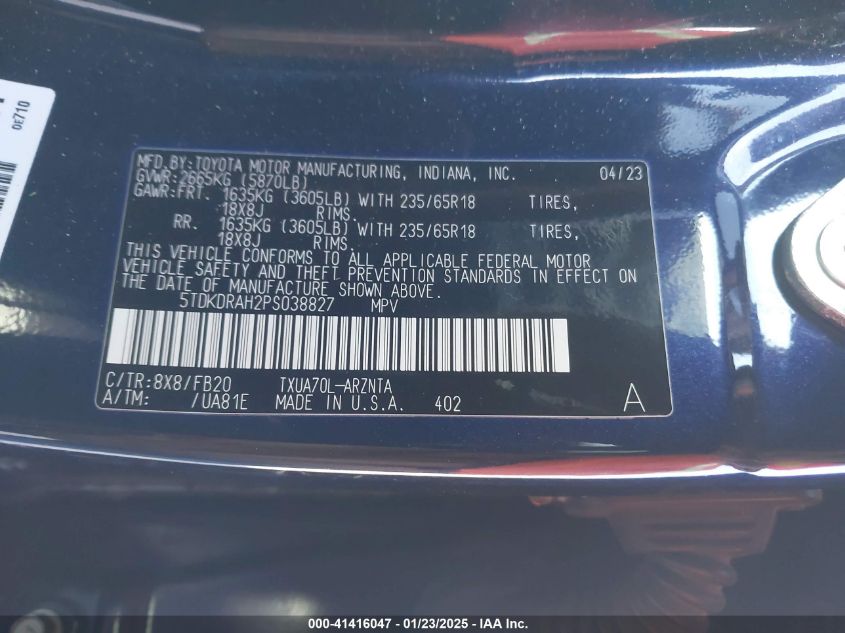 0E710
MFD.BY:TOYOTA MOTOR MANUFACTURING, INDIANA, INC. 04/23
GVWR:2665KG (5870LB)
GAWR:FRT. 1635KG (3605LB) WITH 235/65R18 TIRES,
18X8J RIMS.
RR. 1635KG (3605LB) WITH 235/65R18 TIRES,
18X8J RIMS.
THIS VEHICLE CONFORMS TO ALL APPLICABLE FEDERAL MOTOR
VEHICLE SAFETY AND THEFT PREVENTION STANDARDS IN EFFECT ON
THE DATE OF MANUFACTURE SHOWN ABOVE.
5TDKDRAH2PS038827 MPV
C/TR:8X8/FB20 TXUA70L-ARZNTA
A/TM: /UA81E MADE IN U.S.A. 402 A
000-41416047 / 01/23/2025 - IAA Inc.